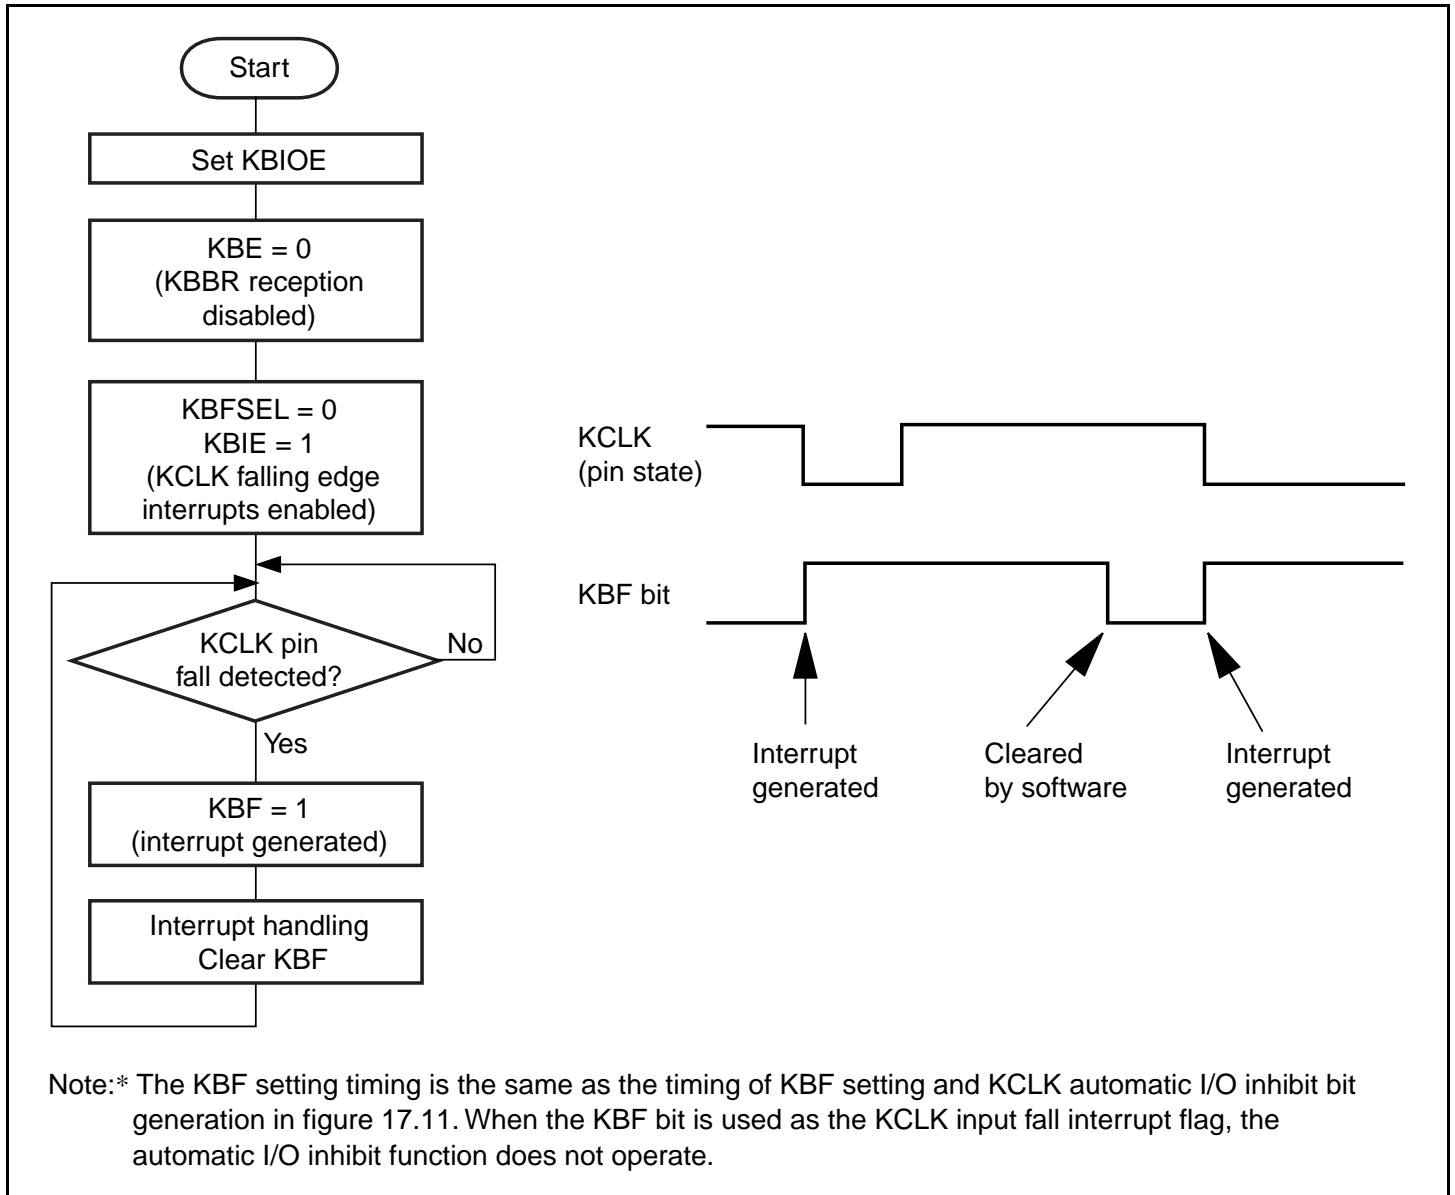 Start
Set KBIOE
KBE = 0
(KBBR reception
disabled)
KBFSEL = 0
KBIE = 1
(KCLK falling edge
interrupts enabled)
KCLK pin
fall detected?
No
Yes
KBF = 1
(interrupt generated)
Interrupt handling
Clear KBF
KCLK
(pin state)
KBF bit
Interrupt
generated
Cleared
by software
Interrupt
generated
Note:* The KBF setting timing is the same as the timing of KBF setting and KCLK automatic I/O inhibit bit
generation in figure 17.11. When the KBF bit is used as the KCLK input fall interrupt flag, the
automatic I/O inhibit function does not operate.